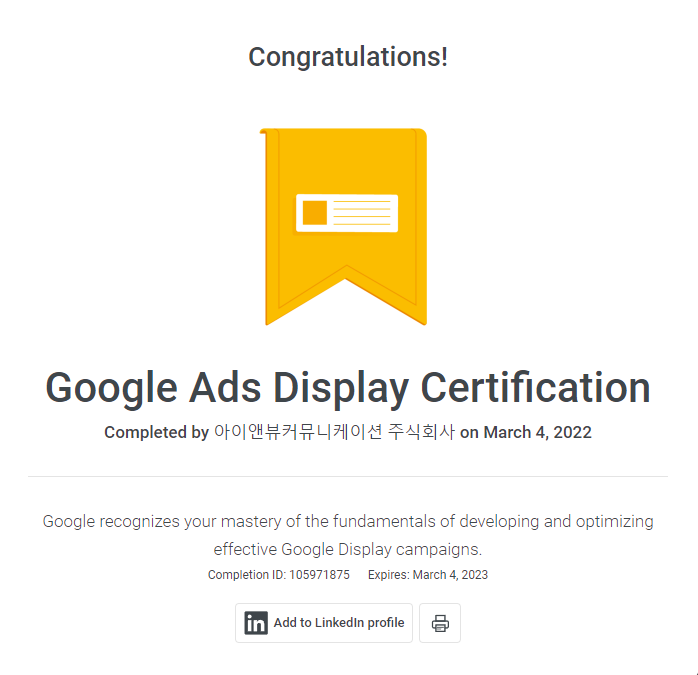 Congratulations!
Google Ads Display Certification
Completed by 아이앤뷰커뮤니케이션 주식회사 on March 4, 2022
Google recognizes your mastery of the fundamentals of developing and optimizing
effective Google Display campaigns.
Completion ID: 105971875 Expires: March 4, 2023
in Add to LinkedIn profile